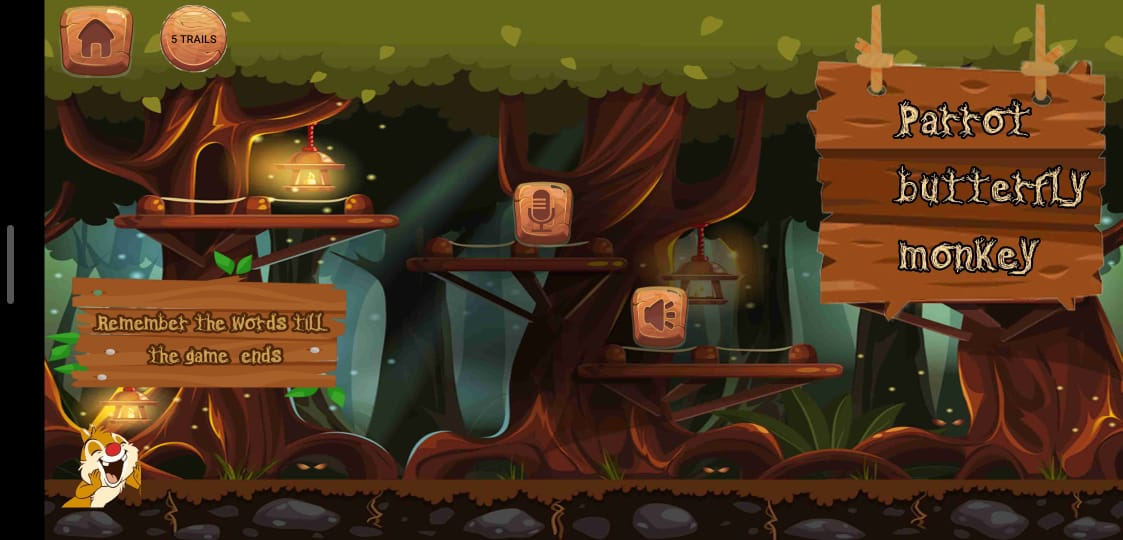 5 TRAILS
Parrot
butterfly
monkey
Remember the Words till
the game ends